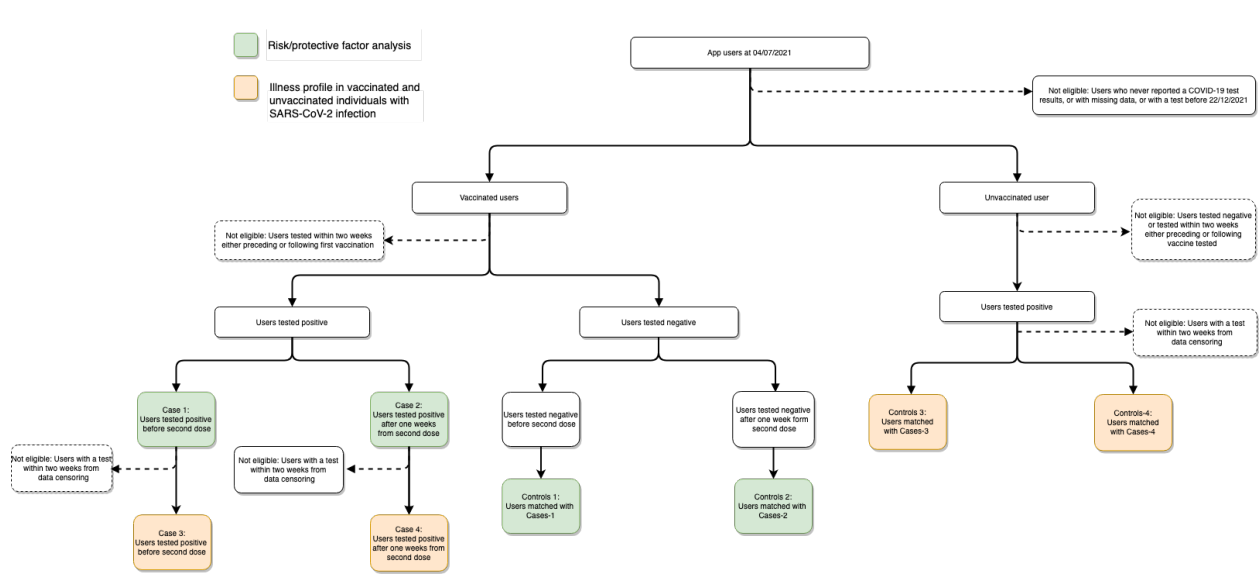 Risk/protective factor analysis
Illness profile in vaccinated and
unvaccinated individuals with
SARS-CoV-2 infection
App users at 04/07/2021
Not eligible: Users who never reported a COVID-19 test
results, or with missing data, or with a test before 22/12/2021
Vaccinated users
Unvaccinated user
Not eligible: Users tested within two weeks
either preceding or following first vaccination
Not eligible: Users tested negative
or tested within two weeks
either preceding or following
vaccine tested
Users tested positive
Users tested negative
Users tested positive
Not eligible: Users with a test
within two weeks from
data censoring
Case 1:
Users tested positive
before second dose
Case 2:
Users tested positive
after one weeks
from second dose
Users tested negative
before second dose
Users tested negative
after one week form
second dose
Controls 3:
Users matched
with Cases-3
Controls-4:
Users matched
with Cases-4
Not eligible: Users with a test
within two weeks from
data censoring
Not eligible: Users with a test
within two weeks from
data censoring
Controls 1:
Users matched with
Cases-1
Controls 2:
Users matched with
Cases-2
Case 3:
Users tested positive
before second dose
Case 4:
Users tested positive
after one weeks from
second dose